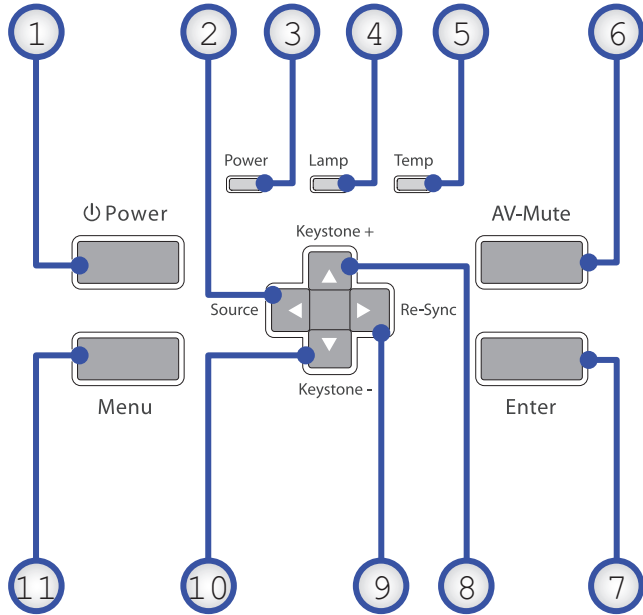 1
2
3
4
5
6
Power
Lamp
Temp
⏻ Power
AV-Mute
Keystone +
Source
Re-Sync
Keystone -
Menu
Enter
11
10
9
8
7